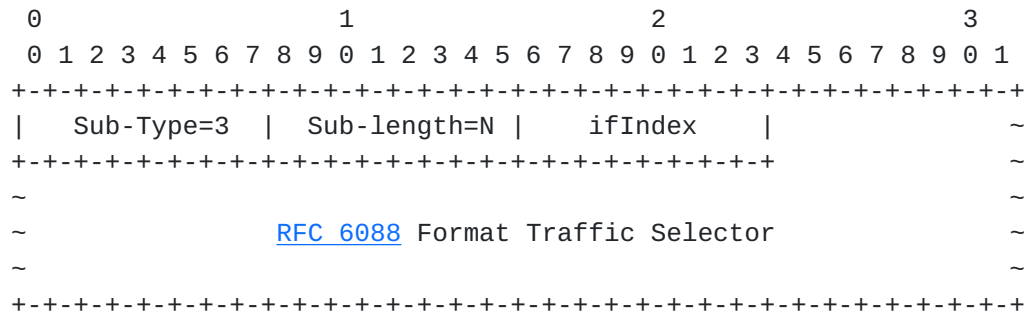 0                   1                   2                   3
 0 1 2 3 4 5 6 7 8 9 0 1 2 3 4 5 6 7 8 9 0 1 2 3 4 5 6 7 8 9 0 1
+-+-+-+-+-+-+-+-+-+-+-+-+-+-+-+-+-+-+-+-+-+-+-+-+-+-+-+-+-+-+-+-+
|   Sub-Type=3  | Sub-length=N |    ifIndex    |               ~
+-+-+-+-+-+-+-+-+-+-+-+-+-+-+-+-+-+-+-+-+-+-+-+-+               ~
~                                                               ~
~                RFC 6088 Format Traffic Selector               ~
~                                                               ~
+-+-+-+-+-+-+-+-+-+-+-+-+-+-+-+-+-+-+-+-+-+-+-+-+-+-+-+-+-+-+-+-+